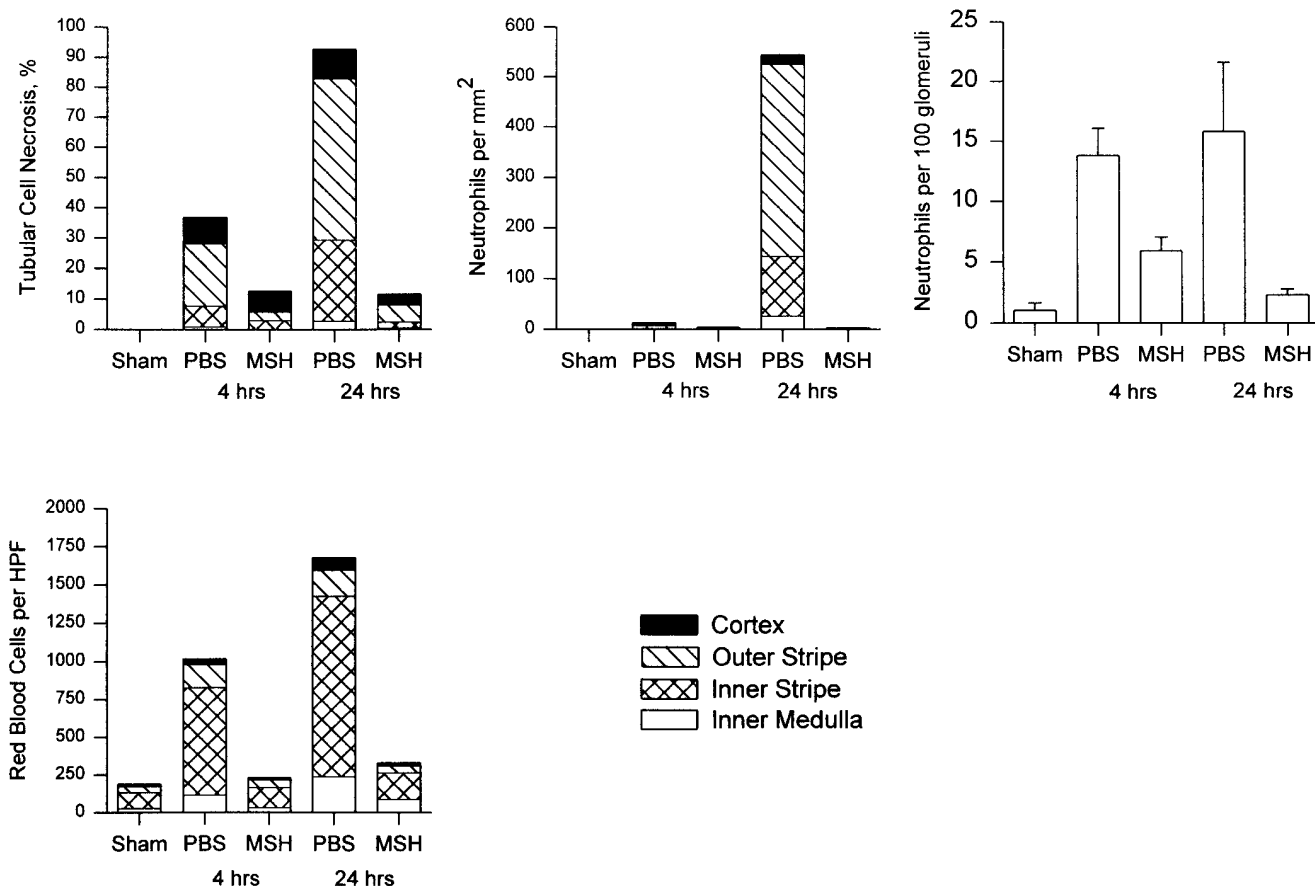 Tubular Cell Necrosis, %
100
90
80
70
60
50
40
30
20
10
0
Sham PBS MSH PBS MSH
4 hrs 24 hrs
Neutrophils per mm2
600
500
400
300
200
100
0
Sham PBS MSH PBS MSH
4 hrs 24 hrs
Neutrophils per 100 glomeruli
25
20
15
10
5
0
Sham PBS MSH PBS MSH
4 hrs 24 hrs
Red Blood Cells per HPF
2000
1750
1500
1250
1000
750
500
250
0
Sham PBS MSH PBS MSH
4 hrs 24 hrs
Cortex
Outer Stripe
Inner Stripe
Inner Medulla